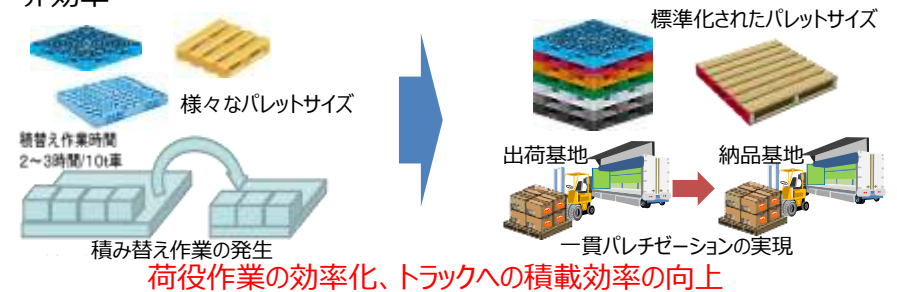 非効率
様々なパレットサイズ
積替え作業時間
2～3時間/10t車
積み替え作業の発生
標準化されたパレットサイズ
出荷基地
納品基地
一貫パレチゼーションの実現
荷役作業の効率化、トラックへの積載効率の向上